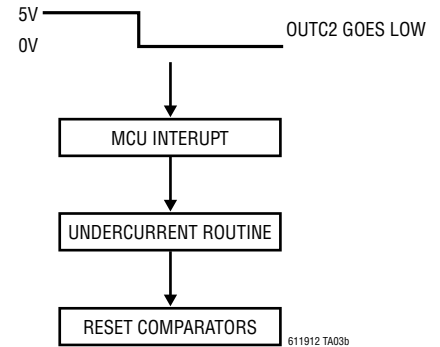 5V
0V
OUTC2 GOES LOW
MCU INTERUPT
UNDERCURRENT ROUTINE
RESET COMPARATORS
611912 TA03b